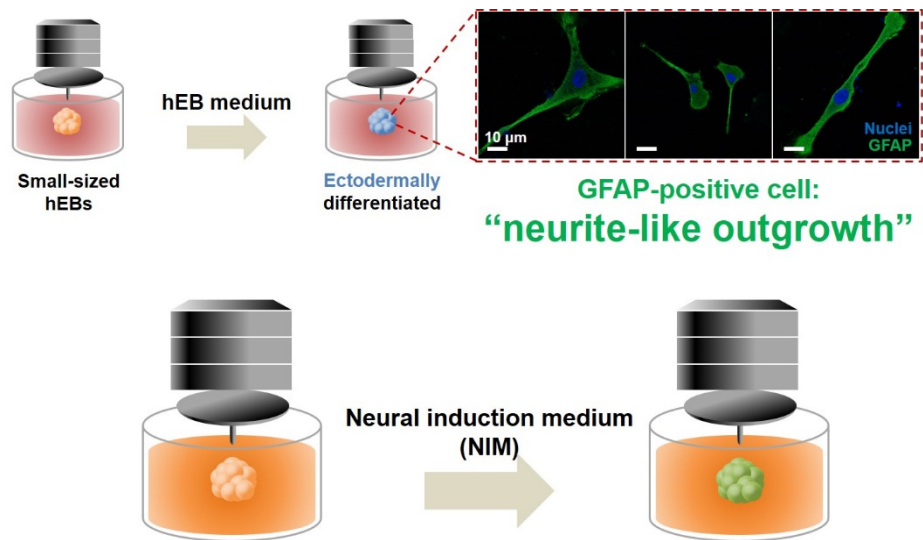 hEB medium
Small-sized
hEBs
Ectodermally
differentiated
10 μm
Nuclei
GFAP
GFAP-positive cell:
“neurite-like outgrowth”
Neural induction medium
(NIM)